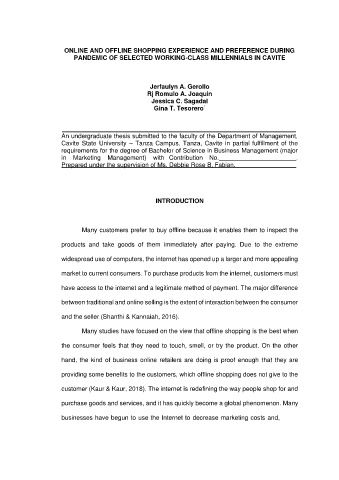 ONLINE AND OFFLINE SHOPPING EXPERIENCE AND PREFERENCE DURING
PANDEMIC OF SELECTED WORKING-CLASS MILLENNIALS IN CAVITE
Jerfaulyn A. Gerollo
Rj Romulo A. Joaquin
Jessica C. Sagadal
Gina T. Tesorero
An undergraduate thesis submitted to the faculty of the Department of Management,
Cavite State University – Tanza Campus, Tanza, Cavite in partial fulfillment of the
requirements for the degree of Bachelor of Science in Business Management (major
in Marketing Management) with Contribution No.
Prepared under the supervision of Ms. Debbie Rose B. Fabian.
INTRODUCTION
Many customers prefer to buy offline because it enables them to inspect the
products and take goods of them immediately after paying. Due to the extreme
widespread use of computers, the internet has opened up a larger and more appealing
market to current consumers. To purchase products from the internet, customers must
have access to the internet and a legitimate method of payment. The major difference
between traditional and online selling is the extent of interaction between the consumer
and the seller (Shanthi & Kannaiah, 2016).
Many studies have focused on the view that offline shopping is the best when
the consumer feels that they need to touch, smell, or try the product. On the other
hand, the kind of business online retailers are doing is proof enough that they are
providing some benefits to the customers, which offline shopping does not give to the
customer (Kaur & Kaur, 2018). The internet is redefining the way people shop for and
purchase goods and services, and it has quickly become a global phenomenon. Many
businesses have begun to use the Internet to decrease marketing costs and,